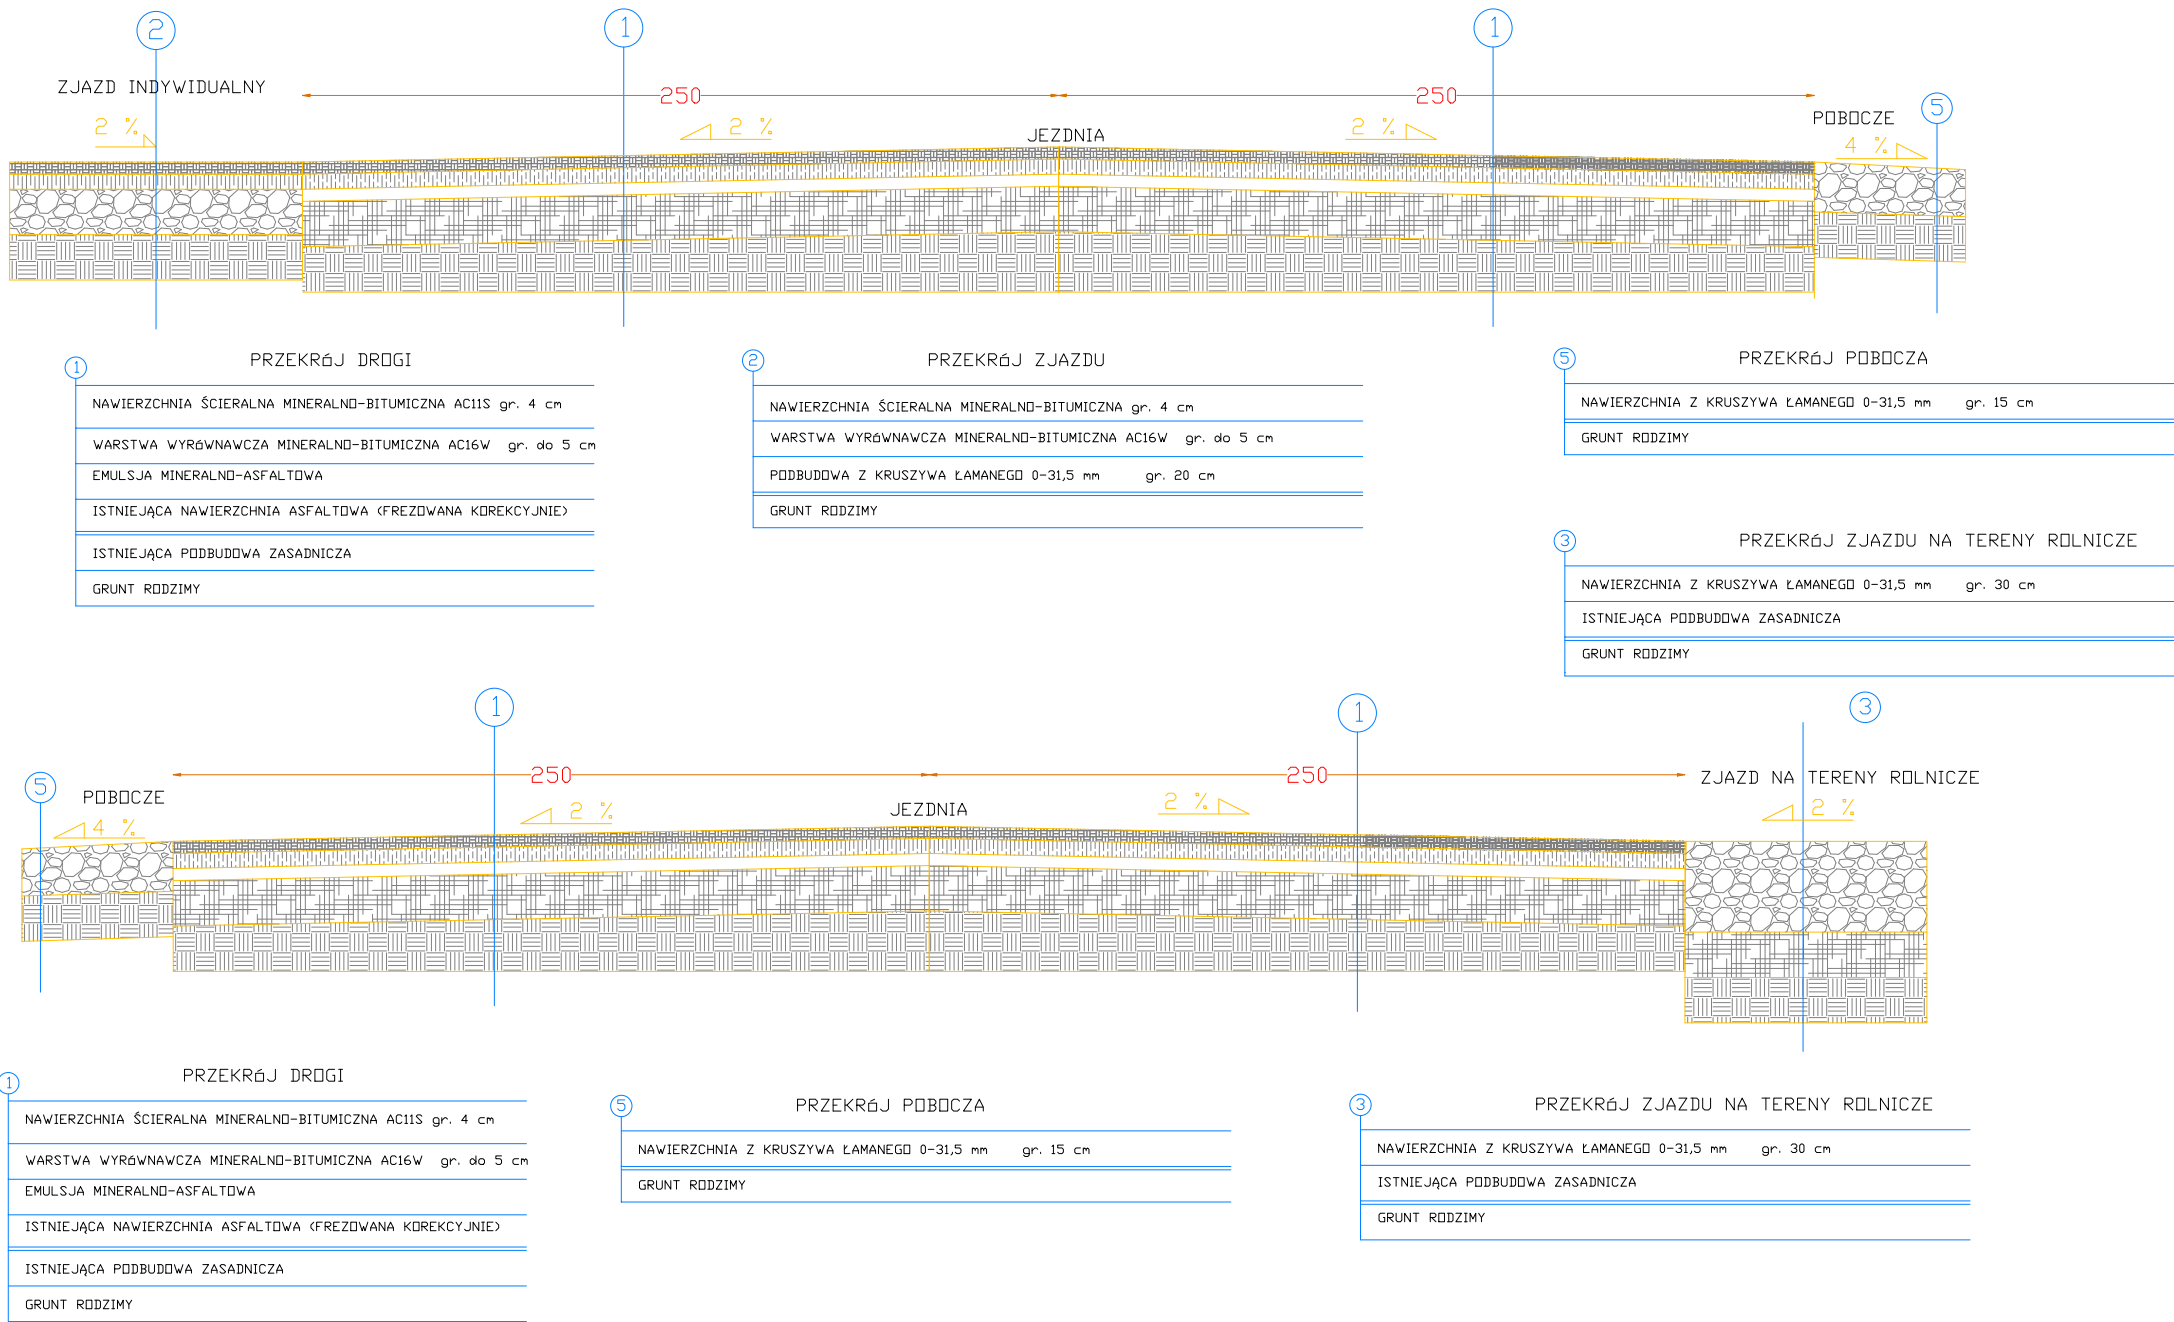 2
1
1
ZJAZD INDYWIDUALNY
250
250
5
POBOCZE
2 %
2 %
JEZDNIA
2 %
4 %
1
PRZEKRóJ DROGI
NAWIERZCHNIA ŚCIERALNA MINERALNO-BITUMICZNA AC11S gr. 4 cm
WARSTWA WYRóWNAWCZA MINERALNO-BITUMICZNA AC16W gr. do 5 cm
EMULSJA MINERALNO-ASFALTOWA
ISTNIEJĄCA NAWIERZCHNIA ASFALTOWA (FREZOWANA KOREKCYJNIE)
ISTNIEJĄCA PODBUDOWA ZASADNICZA
GRUNT RODZIMY
2
PRZEKRóJ ZJAZDU
NAWIERZCHNIA ŚCIERALNA MINERALNO-BITUMICZNA gr. 4 cm
WARSTWA WYRóWNAWCZA MINERALNO-BITUMICZNA AC16W gr. do 5 cm
PODBUDOWA Z KRUSZYWA ŁAMANEGO 0-31,5 mm gr. 20 cm
GRUNT RODZIMY
5
PRZEKRóJ POBOCZA
NAWIERZCHNIA Z KRUSZYWA ŁAMANEGO 0-31,5 mm gr. 15 cm
GRUNT RODZIMY
3
PRZEKRóJ ZJAZDU NA TERENY ROLNICZE
NAWIERZCHNIA Z KRUSZYWA ŁAMANEGO 0-31,5 mm gr. 30 cm
ISTNIEJĄCA PODBUDOWA ZASADNICZA
GRUNT RODZIMY
1
1
3
5
POBOCZE
250
250
ZJAZD NA TERENY ROLNICZE
4 %
2 %
JEZDNIA
2 %
2 %
1
PRZEKRóJ DROGI
NAWIERZCHNIA ŚCIERALNA MINERALNO-BITUMICZNA AC11S gr. 4 cm
WARSTWA WYRóWNAWCZA MINERALNO-BITUMICZNA AC16W gr. do 5 cm
EMULSJA MINERALNO-ASFALTOWA
ISTNIEJĄCA NAWIERZCHNIA ASFALTOWA (FREZOWANA KOREKCYJNIE)
ISTNIEJĄCA PODBUDOWA ZASADNICZA
GRUNT RODZIMY
5
PRZEKRóJ POBOCZA
NAWIERZCHNIA Z KRUSZYWA ŁAMANEGO 0-31,5 mm gr. 15 cm
GRUNT RODZIMY
3
PRZEKRóJ ZJAZDU NA TERENY ROLNICZE
NAWIERZCHNIA Z KRUSZYWA ŁAMANEGO 0-31,5 mm gr. 30 cm
ISTNIEJĄCA PODBUDOWA ZASADNICZA
GRUNT RODZIMY